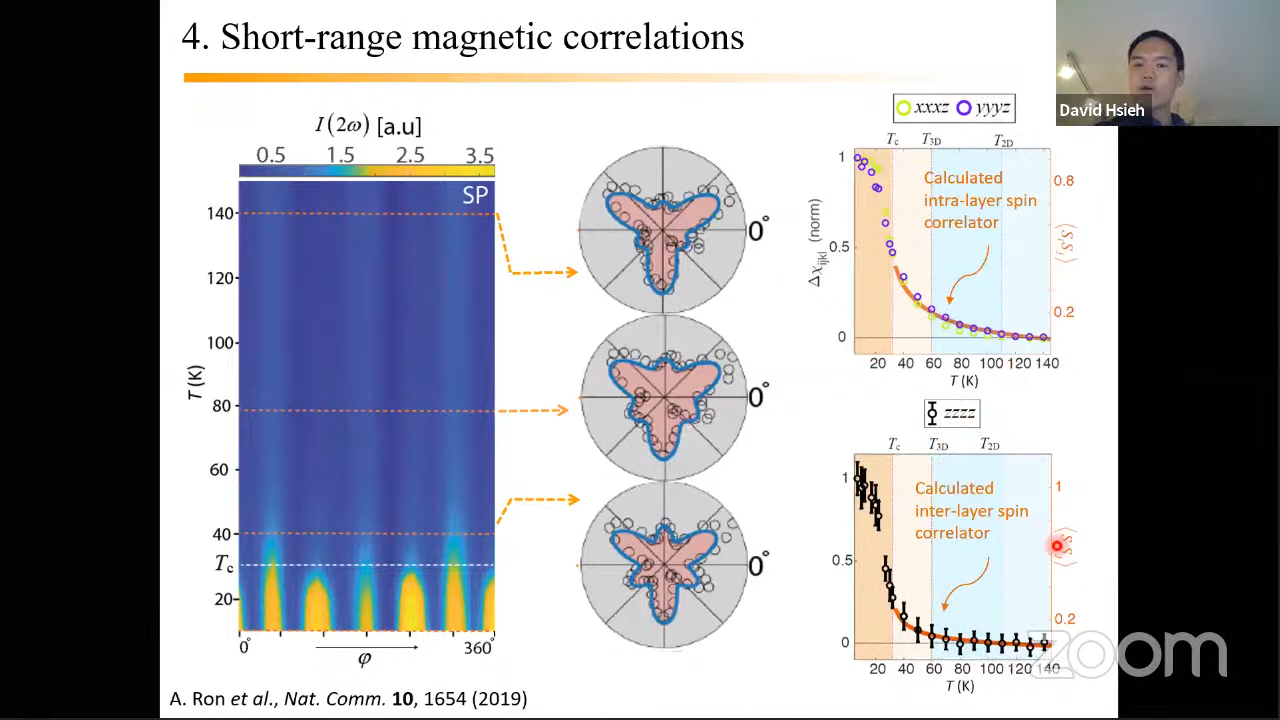 4. Short-range magnetic correlations
David Hsieh
I(2ω) [a.u]
0.5 1.5 2.5 3.5
SP
T (K)
140
120
100
80
60
40
Tc
20
0° φ 360°
0°
0°
0°
xxxz yyyz
Tc T3D T2D
Calculated
intra-layer spin
correlator
Δχijkl (norm)
1
0.5
0
0.8
0.2
⟨SiSj⟩
20 40 60 80 100 120 140
T (K)
zzzz
Tc T3D T2D
Calculated
inter-layer spin
correlator
1
0.5
0
1
0.2
20 40 60 80 100 120 140
T (K)
zoom
A. Ron et al., Nat. Comm. 10, 1654 (2019)